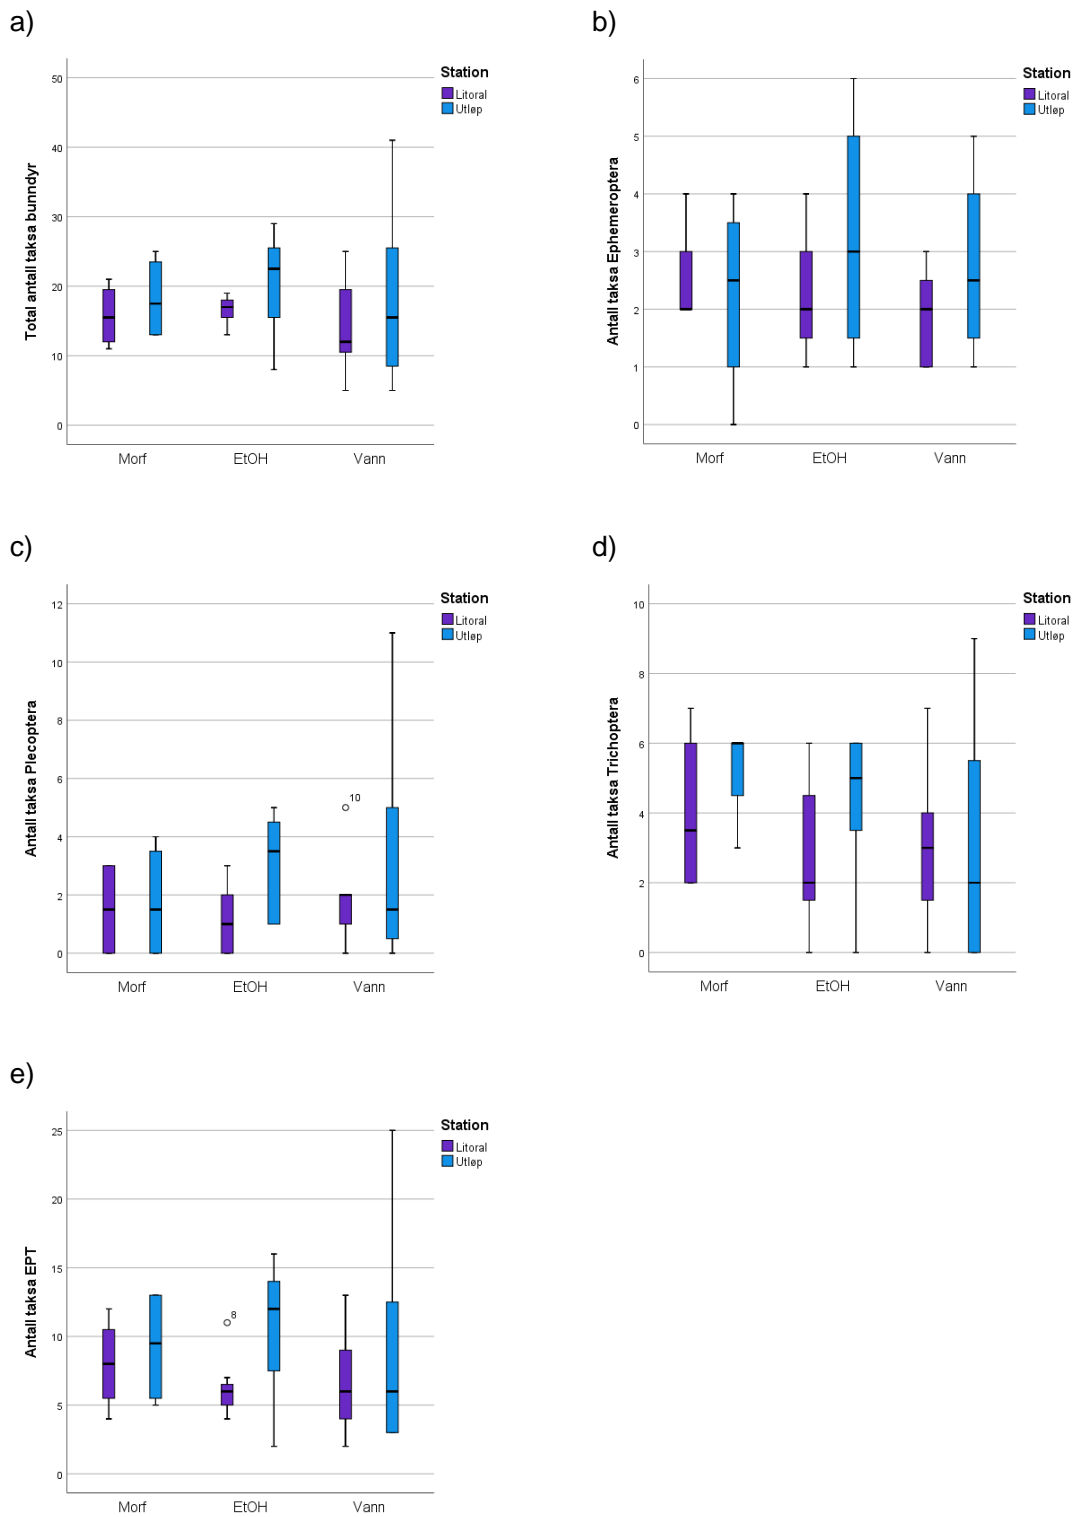 a)
Total antall taksa bunndyr
50
40
30
20
10
0
Morf EtOH Vann
Station
Litoral
Utløp
b)
Antall taksa Ephemeroptera
6
5
4
3
2
1
0
Morf EtOH Vann
Station
Litoral
Utløp
c)
Antall taksa Plecoptera
12
10
8
6
4
2
0
10
Morf EtOH Vann
Station
Litoral
Utløp
d)
Antall taksa Trichoptera
10
8
6
4
2
0
Morf EtOH Vann
Station
Litoral
Utløp
e)
Antall taksa EPT
25
20
15
10
5
0
8
Morf EtOH Vann
Station
Litoral
Utløp